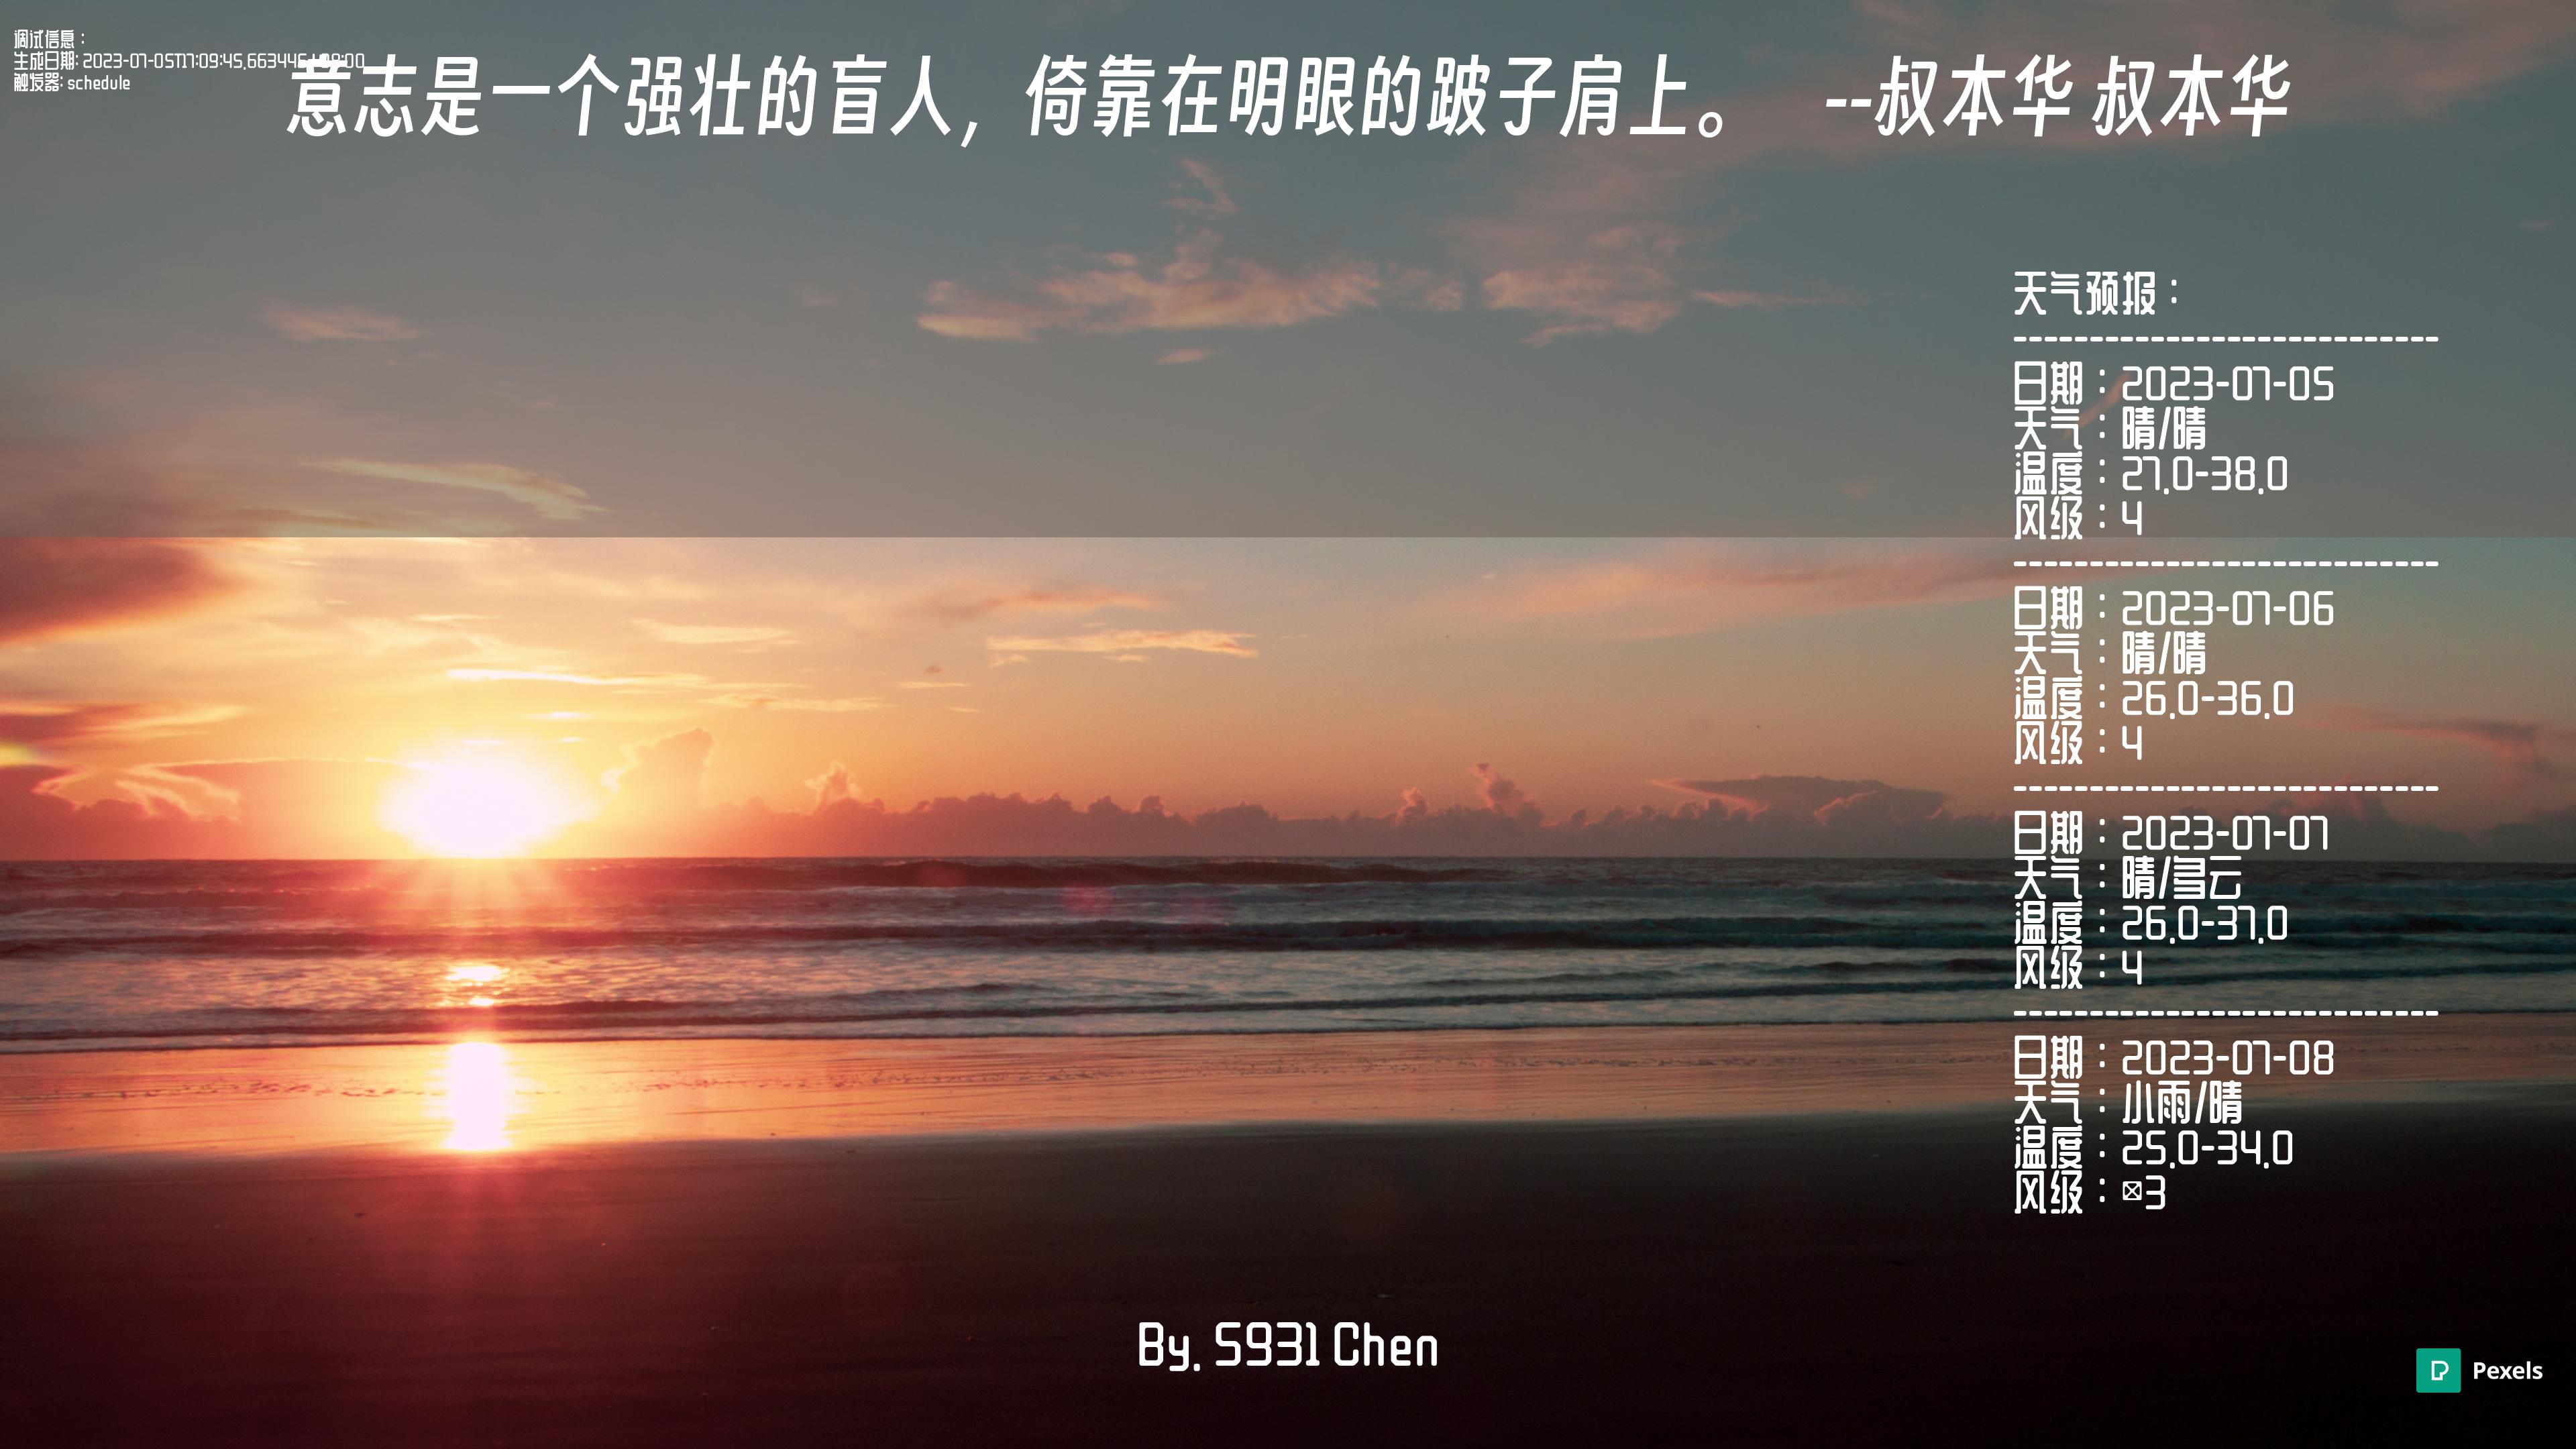 调试信息：
生成日期: 2023-07-05T17:09:45.663446
触发器: schedule
意志是一个强壮的盲人，倚靠在明眼的跛子肩上。 --叔本华 叔本华
天气预报：
----------------------------
日期：2023-07-05
天气：晴/晴
温度：27.0-38.0
风级：4
----------------------------
日期：2023-07-06
天气：晴/晴
温度：26.0-36.0
风级：4
----------------------------
日期：2023-07-07
天气：晴/多云
温度：26.0-37.0
风级：4
----------------------------
日期：2023-07-08
天气：小雨/晴
温度：25.0-34.0
风级：3
By. S931 Chen
Pexels